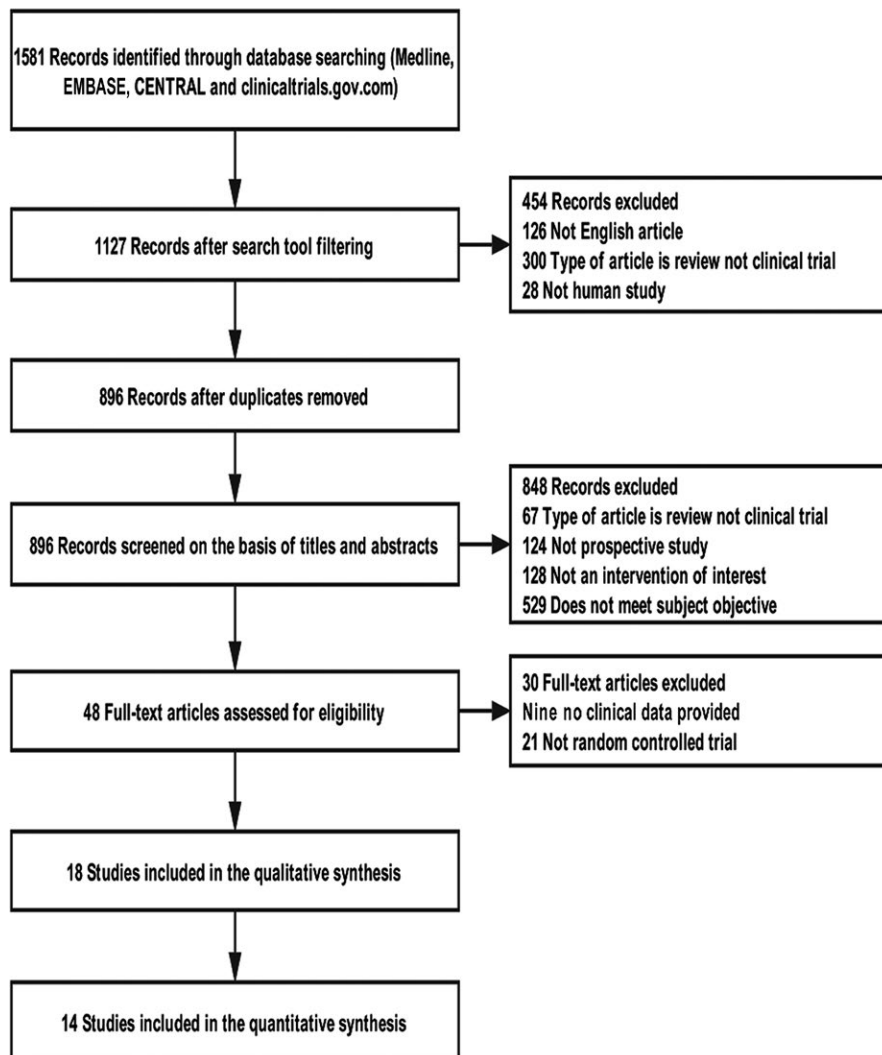 1581 Records identified through database searching (Medline,
EMBASE, CENTRAL and clinicaltrials.gov.com)
454 Records excluded
126 Not English article
300 Type of article is review not clinical trial
28 Not human study
1127 Records after search tool filtering
896 Records after duplicates removed
848 Records excluded
67 Type of article is review not clinical trial
124 Not prospective study
128 Not an intervention of interest
529 Does not meet subject objective
896 Records screened on the basis of titles and abstracts
30 Full-text articles excluded
Nine no clinical data provided
21 Not random controlled trial
48 Full-text articles assessed for eligibility
18 Studies included in the qualitative synthesis
14 Studies included in the quantitative synthesis